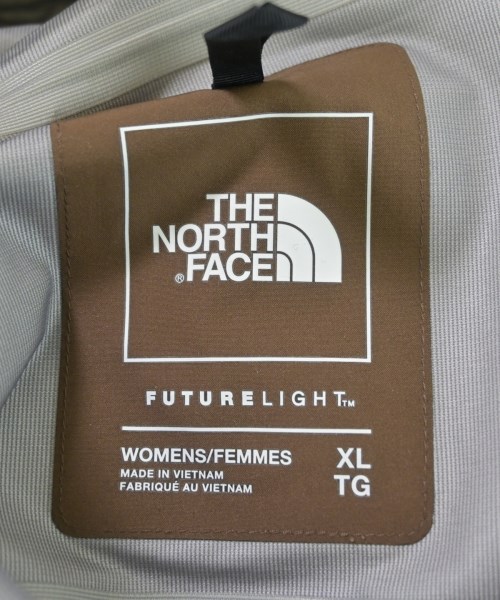 THE
NORTH
FACE
®
FUTURELIGHT™
WOMENS/FEMMES XL
MADE IN VIETNAM TG
FABRIQUÉ AU VIETNAM